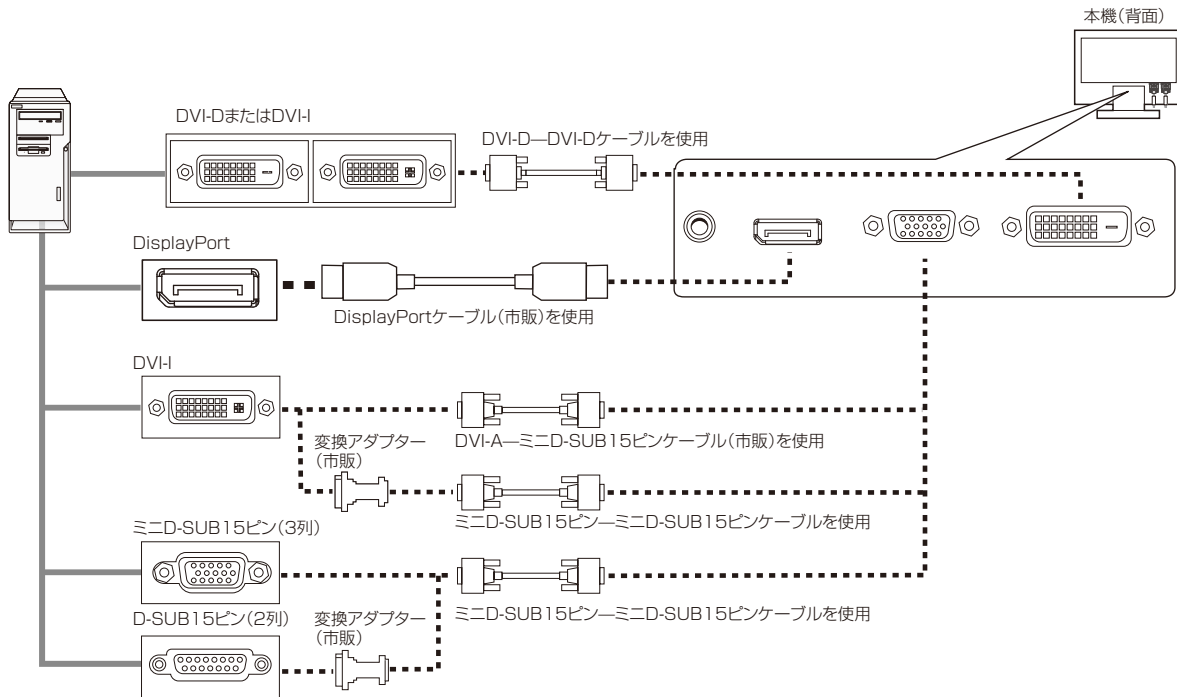 本機(背面)
DVI-DまたはDVI-I
DVI-D—DVI-Dケーブルを使用
DisplayPort
DisplayPortケーブル(市販)を使用
DVI-I
変換アダプター
(市販)
DVI-A—ミニD-SUB15ピンケーブル(市販)を使用
ミニD-SUB15ピン—ミニD-SUB15ピンケーブルを使用
ミニD-SUB15ピン(3列)
D-SUB15ピン(2列)
変換アダプター
(市販)
ミニD-SUB15ピン—ミニD-SUB15ピンケーブルを使用